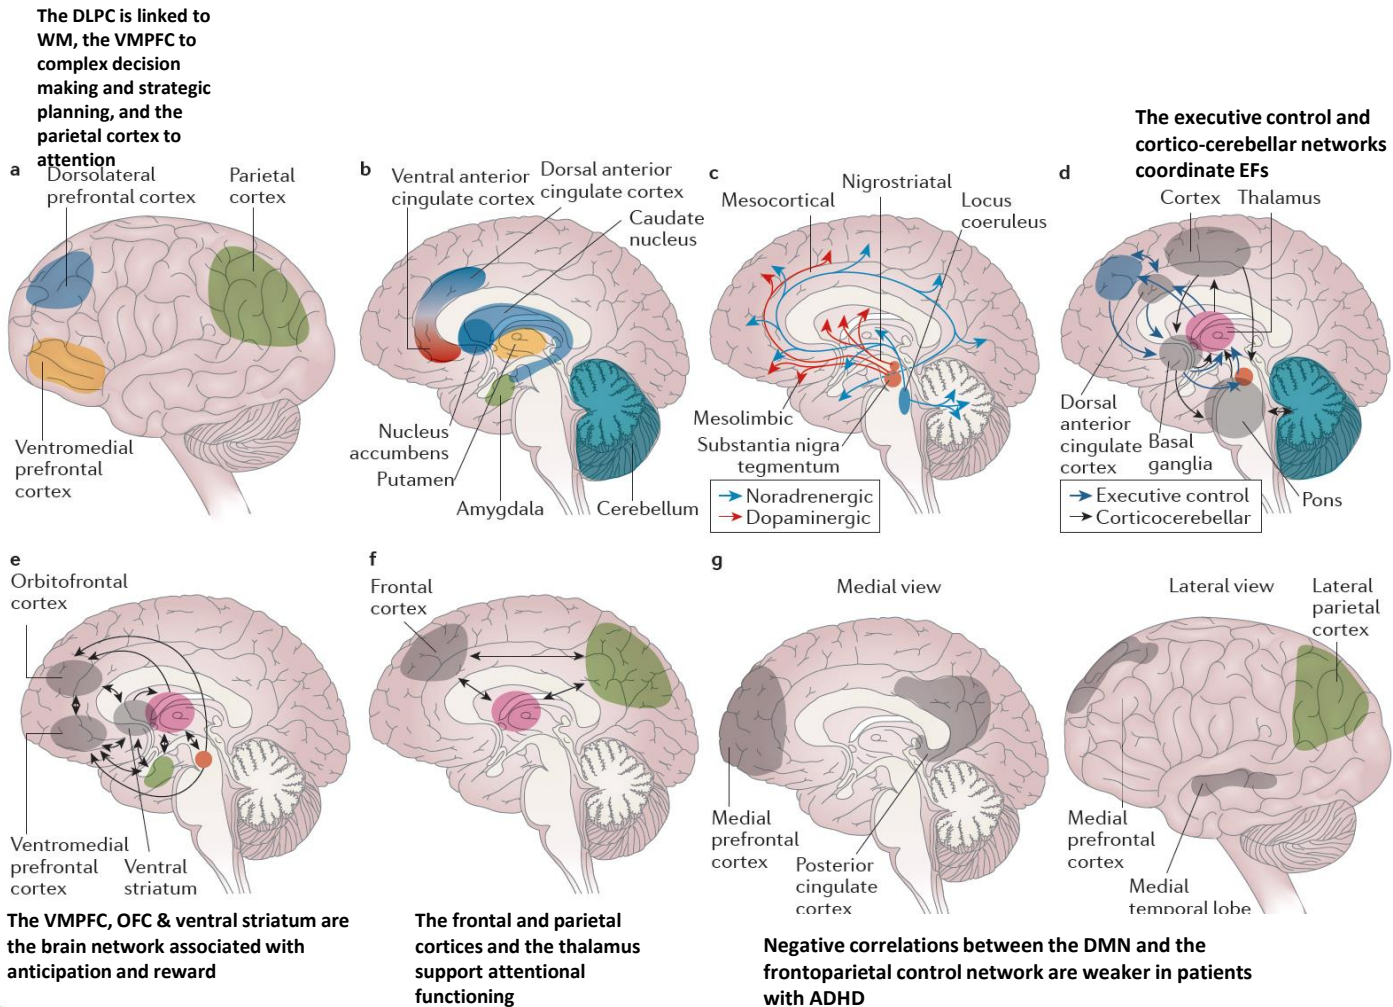 The DLPC is linked to
WM, the VMPFC to
complex decision
making and strategic
planning, and the
parietal cortex to
attention
a
Dorsolateral
prefrontal cortex
Parietal
cortex
Ventromedial
prefrontal
cortex
b
Ventral anterior
cingulate cortex
Dorsal anterior
cingulate cortex
Caudate
nucleus
Nucleus
accumbens
Putamen
Amygdala
Cerebellum
c
Mesocortical
Nigrostriatal
Locus
coeruleus
Mesolimbic
Substantia nigra
tegmentum
Noradrenergic
Dopaminergic
The executive control and
cortico-cerebellar networks
coordinate EFs
d
Cortex
Thalamus
Dorsal
anterior
cingulate
cortex
Basal
ganglia
Pons
Executive control
Corticocerebellar
e
Orbitofrontal
cortex
Ventromedial
prefrontal
cortex
Ventral
striatum
The VMPFC, OFC & ventral striatum are
the brain network associated with
anticipation and reward
f
Frontal
cortex
The frontal and parietal
cortices and the thalamus
support attentional
functioning
g
Medial view
Medial
prefrontal
cortex
Posterior
cingulate
cortex
Lateral view
Lateral
parietal
cortex
Medial
prefrontal
cortex
Medial
temporal lobe
Negative correlations between the DMN and the
frontoparietal control network are weaker in patients
with ADHD